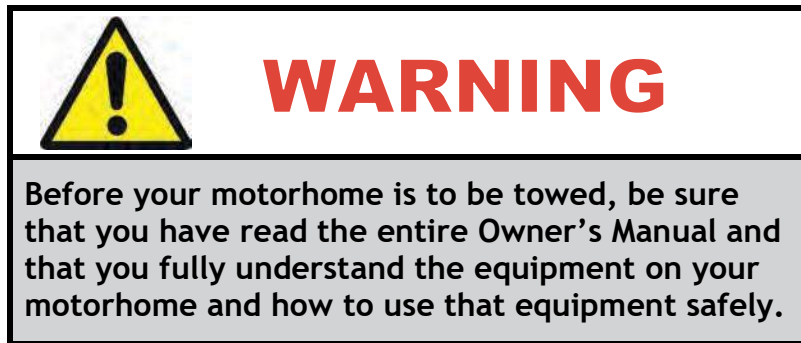 WARNING
Before your motorhome is to be towed, be sure
that you have read the entire Owner’s Manual and
that you fully understand the equipment on your
motorhome and how to use that equipment safely.